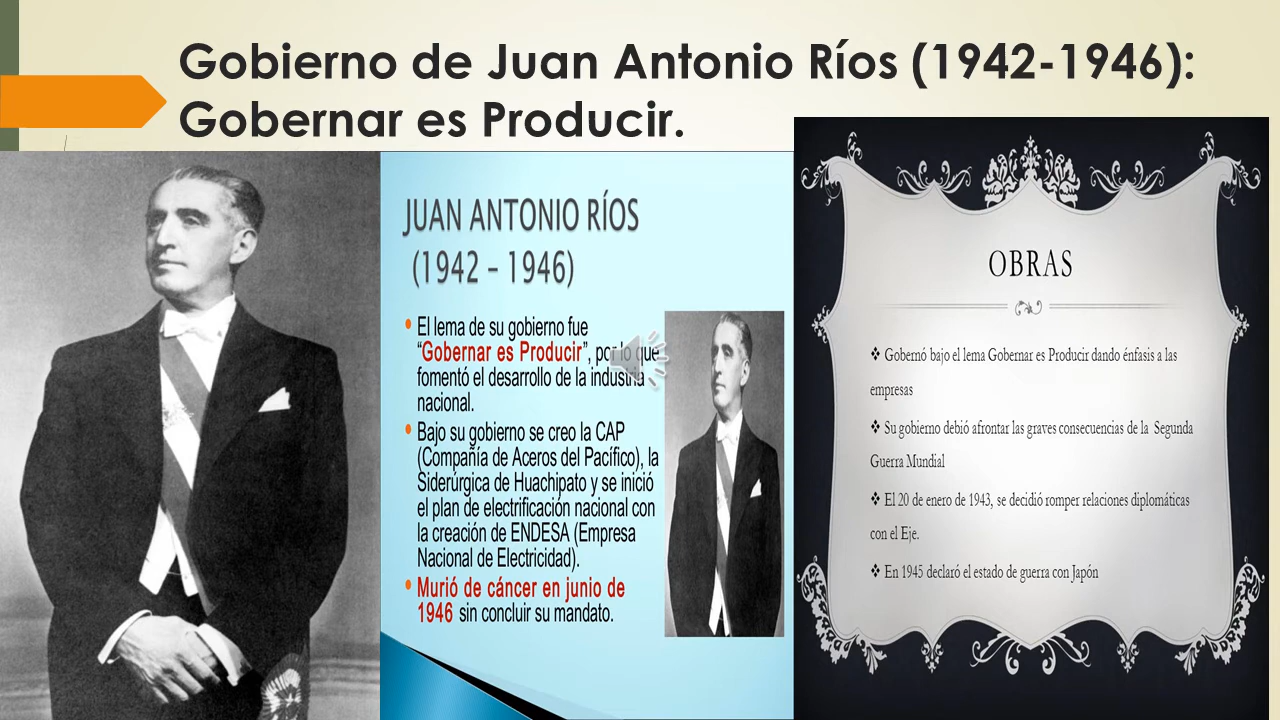 Gobierno de Juan Antonio Ríos (1942-1946):
Gobernar es Producir.
JUAN ANTONIO RÍOS
(1942 – 1946)
• El lema de su gobierno fue
“Gobernar es Producir”, por lo que
fomentó el desarrollo de la industria
nacional.
• Bajo su gobierno se creo la CAP
(Compañía de Aceros del Pacífico), la
Siderúrgica de Huachipato y se inició
el plan de electrificación nacional con
la creación de ENDESA (Empresa
Nacional de Electricidad).
• Murió de cáncer en junio de
1946 sin concluir su mandato.
OBRAS
❖ Gobernó bajo el lema Gobernar es Producir dando énfasis a las
empresas
❖ Su gobierno debió afrontar las graves consecuencias de la Segunda
Guerra Mundial
❖ El 20 de enero de 1943, se decidió romper relaciones diplomáticas
con el Eje.
❖ En 1945 declaró el estado de guerra con Japón